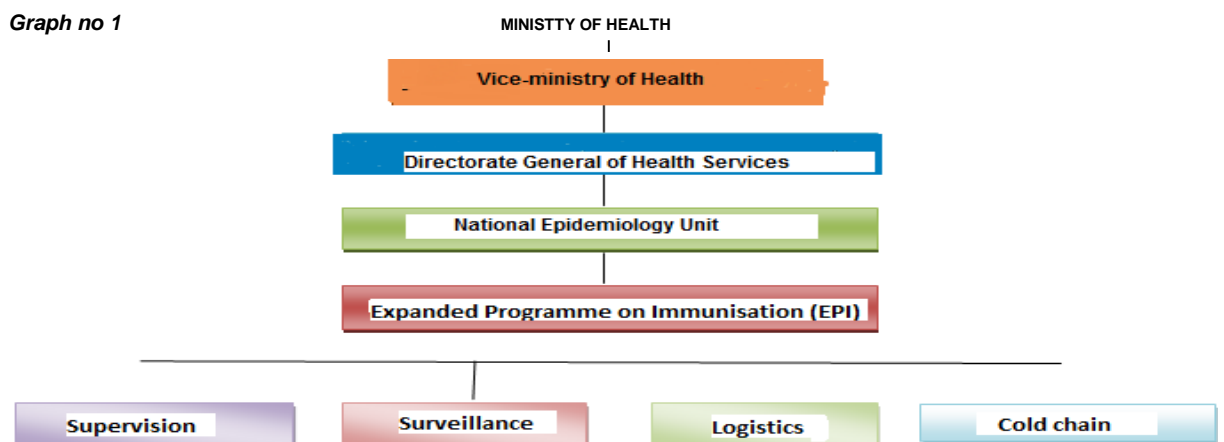 Graph no 1
MINISTTY OF HEALTH
Vice-ministry of Health
Directorate General of Health Services
National Epidemiology Unit
Expanded Programme on Immunisation (EPI)
Supervision
Surveillance
Logistics
Cold chain